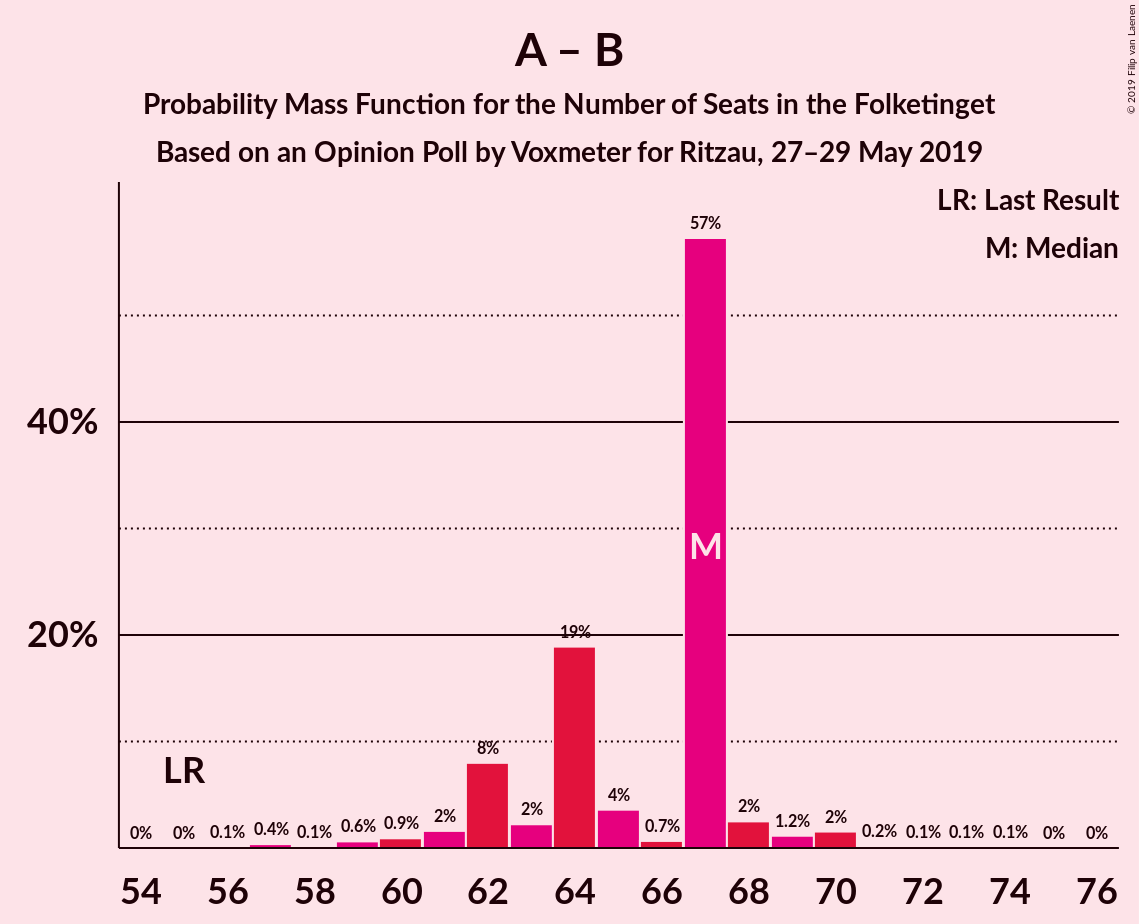 A – B
Probability Mass Function for the Number of Seats in the Folketinget
Based on an Opinion Poll by Voxmeter for Ritzau, 27–29 May 2019
© 2019 Filip van Laenen
LR: Last Result
M: Median
57%
40%
M
20%
19%
8%
LR
0% 0% 0.1% 0.4% 0.1% 0.6% 0.9% 2% 2% 4% 0.7% 2% 1.2% 2% 0.2% 0.1% 0.1% 0.1% 0% 0%
54 56 58 60 62 64 66 68 70 72 74 76